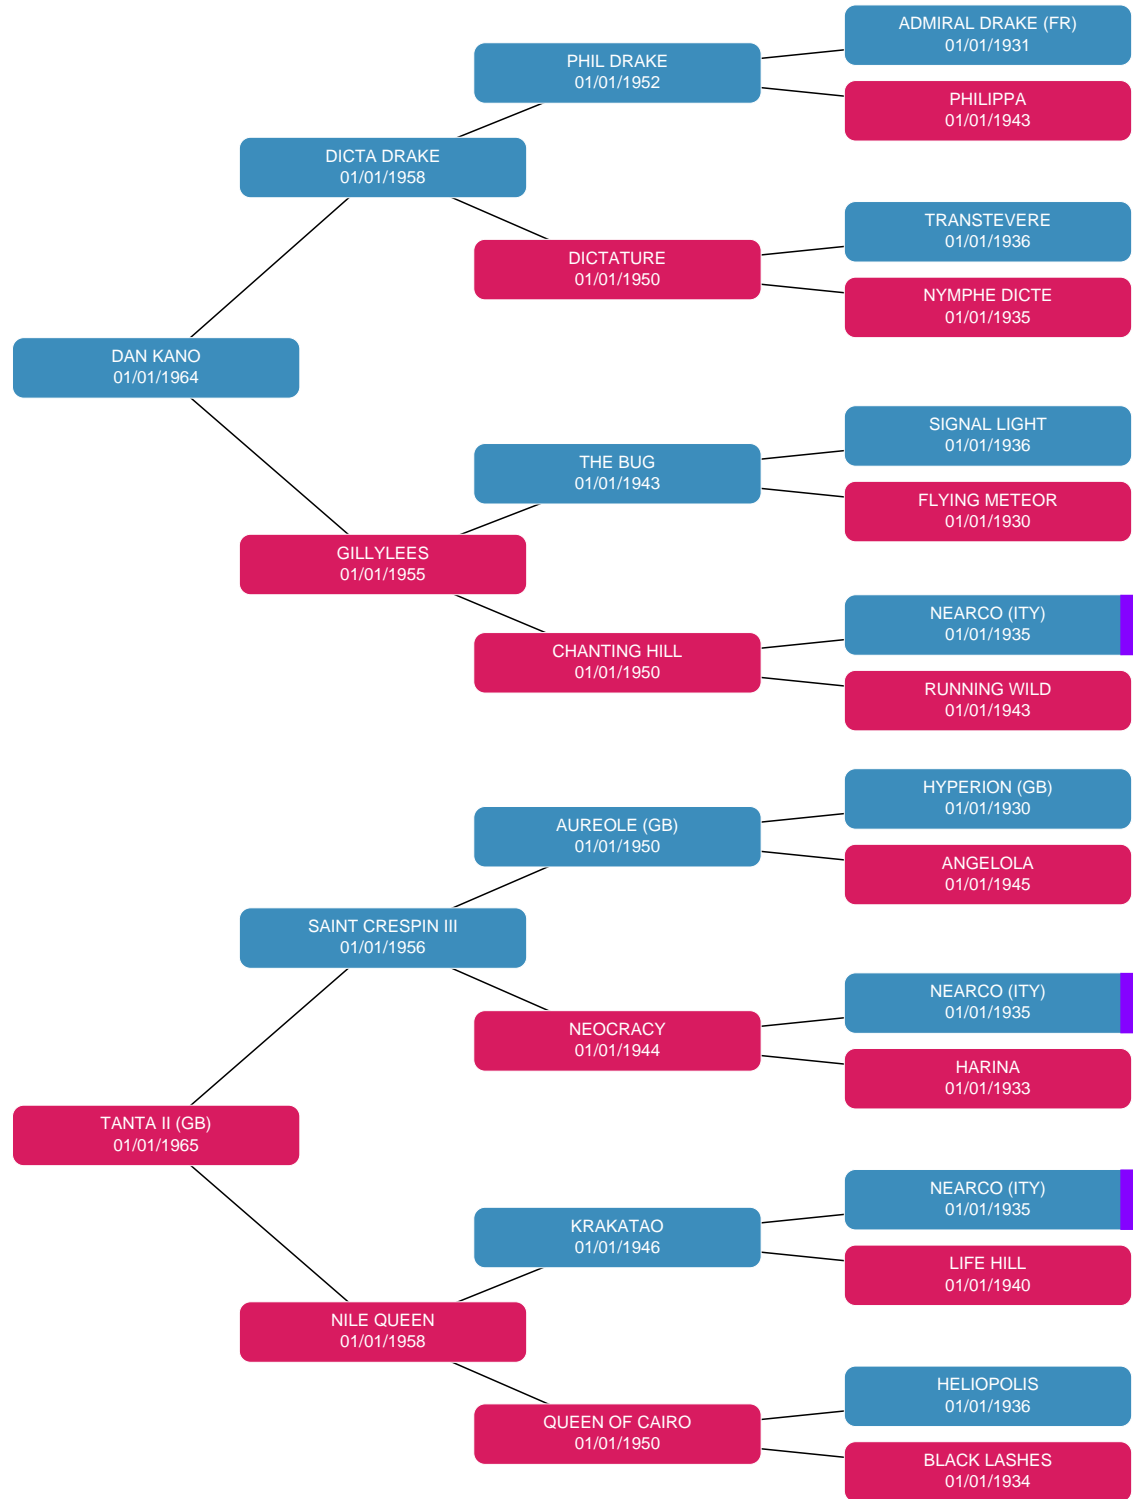 ADMIRAL DRAKE (FR)
01/01/1931
PHIL DRAKE
01/01/1952
PHILIPPA
01/01/1943
DICTA DRAKE
01/01/1958
TRANSTEVERE
01/01/1936
DICTATURE
01/01/1950
NYMPHE DICTE
01/01/1935
DAN KANO
01/01/1964
SIGNAL LIGHT
01/01/1936
THE BUG
01/01/1943
FLYING METEOR
01/01/1930
GILLYLEES
01/01/1955
NEARCO (ITY)
01/01/1935
CHANTING HILL
01/01/1950
RUNNING WILD
01/01/1943
HYPERION (GB)
01/01/1930
AUREOLE (GB)
01/01/1950
ANGELOLA
01/01/1945
SAINT CRESPIN III
01/01/1956
NEARCO (ITY)
01/01/1935
NEOCRACY
01/01/1944
HARINA
01/01/1933
TANTA II (GB)
01/01/1965
NEARCO (ITY)
01/01/1935
KRAKATAO
01/01/1946
LIFE HILL
01/01/1940
NILE QUEEN
01/01/1958
HELIOPOLIS
01/01/1936
QUEEN OF CAIRO
01/01/1950
BLACK LASHES
01/01/1934